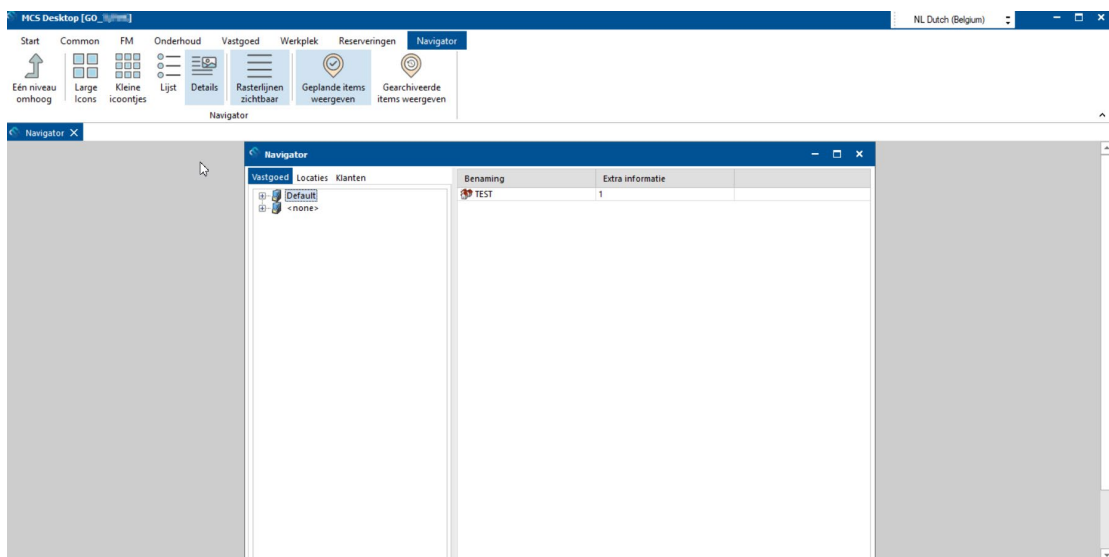 MCS Desktop [GO_
NL Dutch (Belgium)
Start Common FM Onderhoud Vastgoed Werkplek Reserveringen Navigator
Eén niveau omhoog
Large Icons
Kleine icoontjes
Lijst
Details
Rasterlijnen zichtbaar
Geplande items weergeven
Gearchiveerde items weergeven
Navigator
Navigator
Navigator
Vastgoed Locaties Klanten
Benaming Extra informatie
Default
<none>
TEST 1